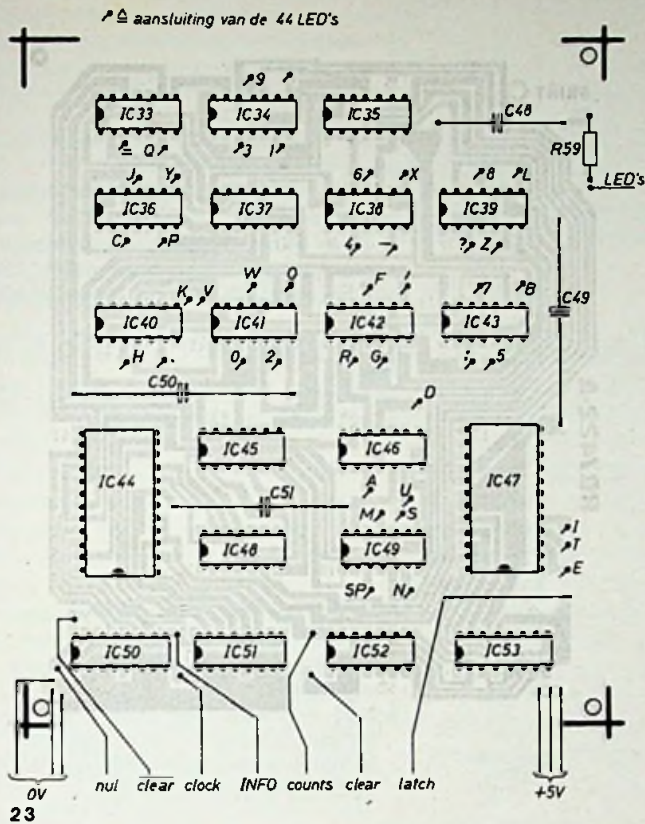 ≙ aansluiting van de 44 LED's
9
IC33 IC34 IC35 C48
R59
= Q 3 1
LED's
J Y 6 X 8 L
IC36 IC37 IC38 IC39
C P 4 - ? Z
W O F / 7 B
K V C49
IC40 IC41 IC42 IC43
H . 0 2 R G : 5
C50 D
IC44 IC45 IC46 IC47
A
C51 U
M S
I
IC48 IC49 T
E
SP N
IC50 IC51 IC52 IC53
0V nul clear clock INFO counts clear latch +5V
23